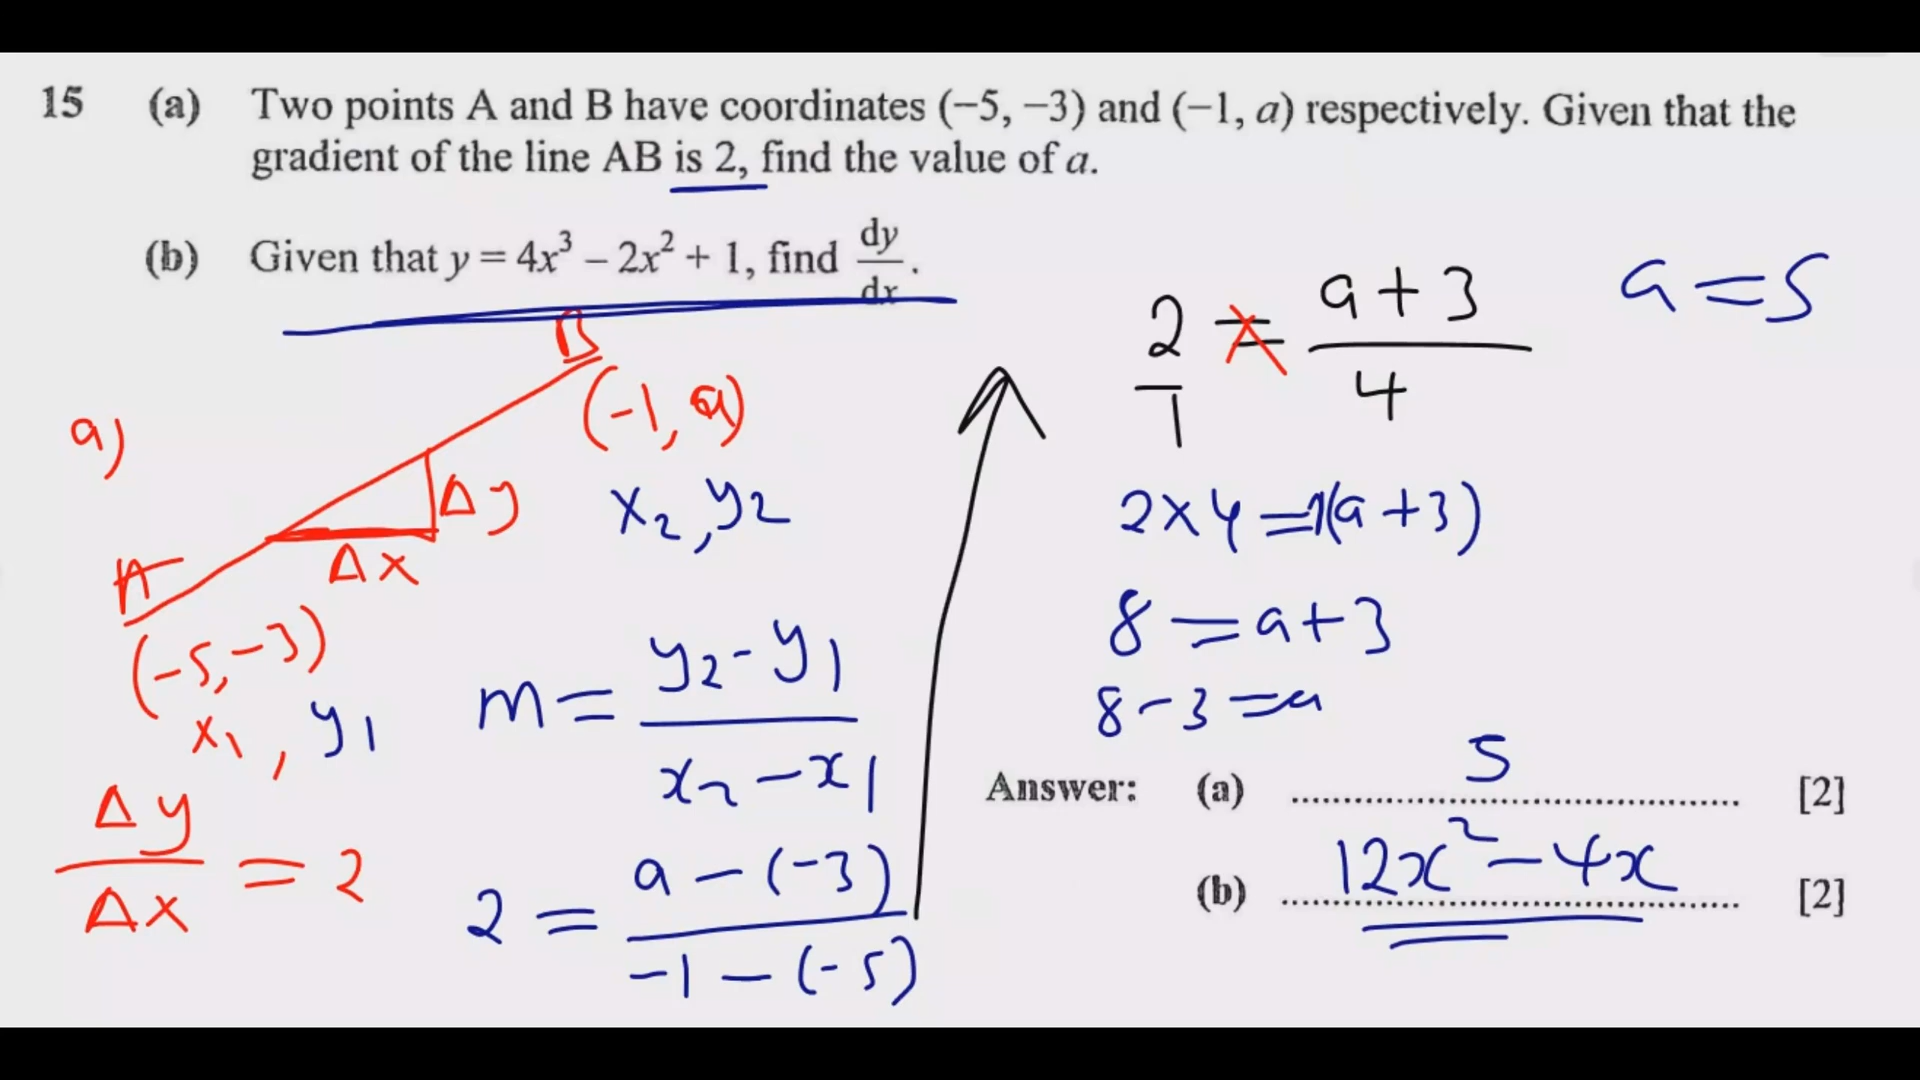 15 (a) Two points A and B have coordinates (−5, −3) and (−1, a) respectively. Given that the
gradient of the line AB is 2, find the value of a.
(b) Given that y = 4x³ – 2x² + 1, find dy/dx.
a)
B
(-1, a)
x₂, y₂
Δy
Δx
A
(-5, -3)
x₁, y₁
Δy/Δx = 2
m = (y₂ - y₁)/(x₂ - x₁)
2 = (a - (-3))/(-1 - (-5))
2/1 = (a + 3)/4
a = 5
2 × 4 = 1(a + 3)
8 = a + 3
8 - 3 = a
Answer: (a) 5 [2]
(b) 12x² - 4x [2]